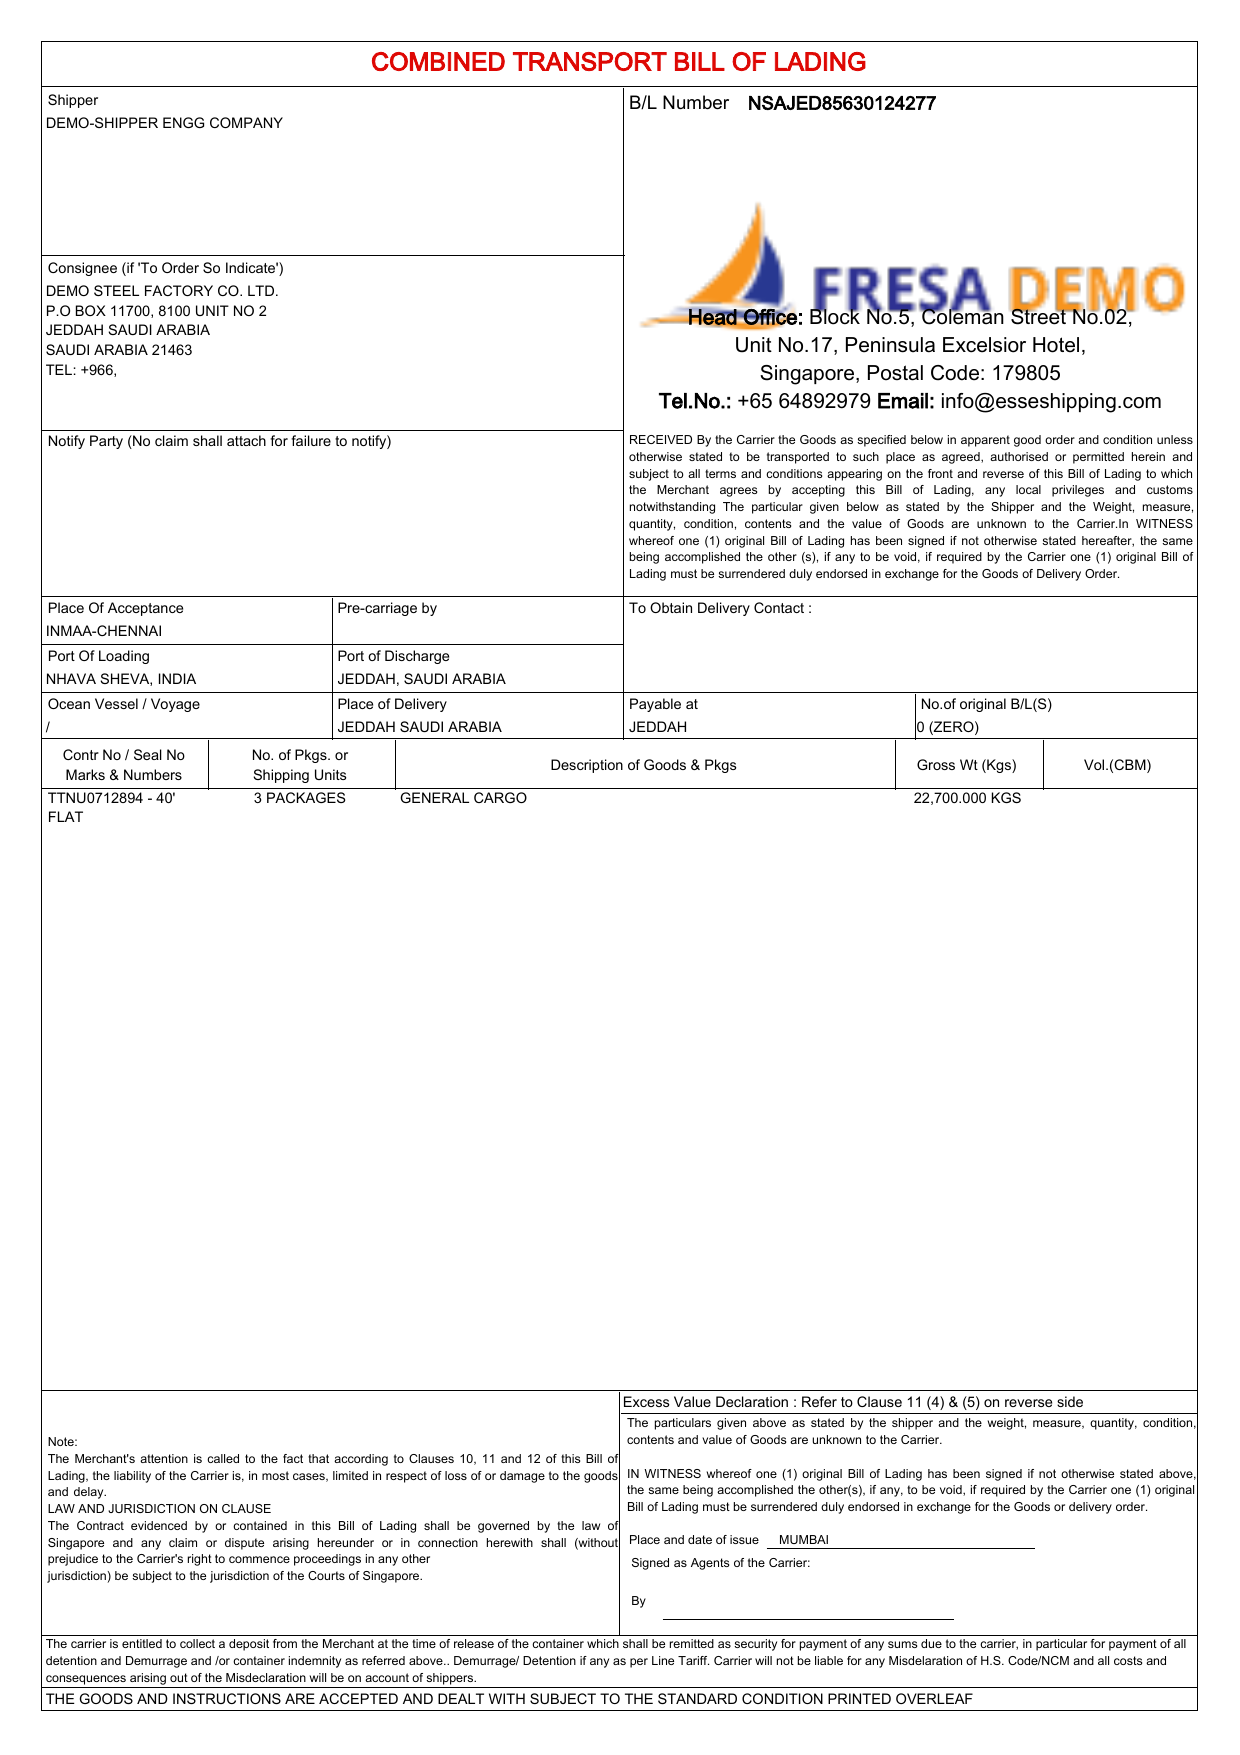 COMBINED TRANSPORT BILL OF LADING
Shipper
DEMO-SHIPPER ENGG COMPANY
B/L Number NSAJED85630124277
Consignee (if 'To Order So Indicate')
DEMO STEEL FACTORY CO. LTD.
P.O BOX 11700, 8100 UNIT NO 2
JEDDAH SAUDI ARABIA
SAUDI ARABIA 21463
TEL: +966,
FRESA DEMO
Head Office: Block No.5, Coleman Street No.02,
Unit No.17, Peninsula Excelsior Hotel,
Singapore, Postal Code: 179805
Tel.No.: +65 64892979 Email: info@esseshipping.com
Notify Party (No claim shall attach for failure to notify)
RECEIVED By the Carrier the Goods as specified below in apparent good order and condition unless
otherwise stated to be transported to such place as agreed, authorised or permitted herein and
subject to all terms and conditions appearing on the front and reverse of this Bill of Lading to which
the Merchant agrees by accepting this Bill of Lading, any local privileges and customs
notwithstanding The particular given below as stated by the Shipper and the Weight, measure,
quantity, condition, contents and the value of Goods are unknown to the Carrier.In WITNESS
whereof one (1) original Bill of Lading has been signed if not otherwise stated hereafter, the same
being accomplished the other (s), if any to be void, if required by the Carrier one (1) original Bill of
Lading must be surrendered duly endorsed in exchange for the Goods of Delivery Order.
Place Of Acceptance
INMAA-CHENNAI
Pre-carriage by
To Obtain Delivery Contact :
Port Of Loading
NHAVA SHEVA, INDIA
Port of Discharge
JEDDAH, SAUDI ARABIA
Ocean Vessel / Voyage
/
Place of Delivery
JEDDAH SAUDI ARABIA
Payable at
JEDDAH
No.of original B/L(S)
0 (ZERO)
Contr No / Seal No
Marks & Numbers
No. of Pkgs. or
Shipping Units
Description of Goods & Pkgs
Gross Wt (Kgs)
Vol.(CBM)
TTNU0712894 - 40' 3 PACKAGES GENERAL CARGO 22,700.000 KGS
FLAT
Note:
The Merchant's attention is called to the fact that according to Clauses 10, 11 and 12 of this Bill of
Lading, the liability of the Carrier is, in most cases, limited in respect of loss of or damage to the goods
and delay.
LAW AND JURISDICTION ON CLAUSE
The Contract evidenced by or contained in this Bill of Lading shall be governed by the law of
Singapore and any claim or dispute arising hereunder or in connection herewith shall (without
prejudice to the Carrier's right to commence proceedings in any other
jurisdiction) be subject to the jurisdiction of the Courts of Singapore.
Excess Value Declaration : Refer to Clause 11 (4) & (5) on reverse side
The particulars given above as stated by the shipper and the weight, measure, quantity, condition,
contents and value of Goods are unknown to the Carrier.
IN WITNESS whereof one (1) original Bill of Lading has been signed if not otherwise stated above,
the same being accomplished the other(s), if any, to be void, if required by the Carrier one (1) original
Bill of Lading must be surrendered duly endorsed in exchange for the Goods or delivery order.
Place and date of issue MUMBAI
Signed as Agents of the Carrier:
By
The carrier is entitled to collect a deposit from the Merchant at the time of release of the container which shall be remitted as security for payment of any sums due to the carrier, in particular for payment of all
detention and Demurrage and /or container indemnity as referred above.. Demurrage/ Detention if any as per Line Tariff. Carrier will not be liable for any Misdelaration of H.S. Code/NCM and all costs and
consequences arising out of the Misdeclaration will be on account of shippers.
THE GOODS AND INSTRUCTIONS ARE ACCEPTED AND DEALT WITH SUBJECT TO THE STANDARD CONDITION PRINTED OVERLEAF